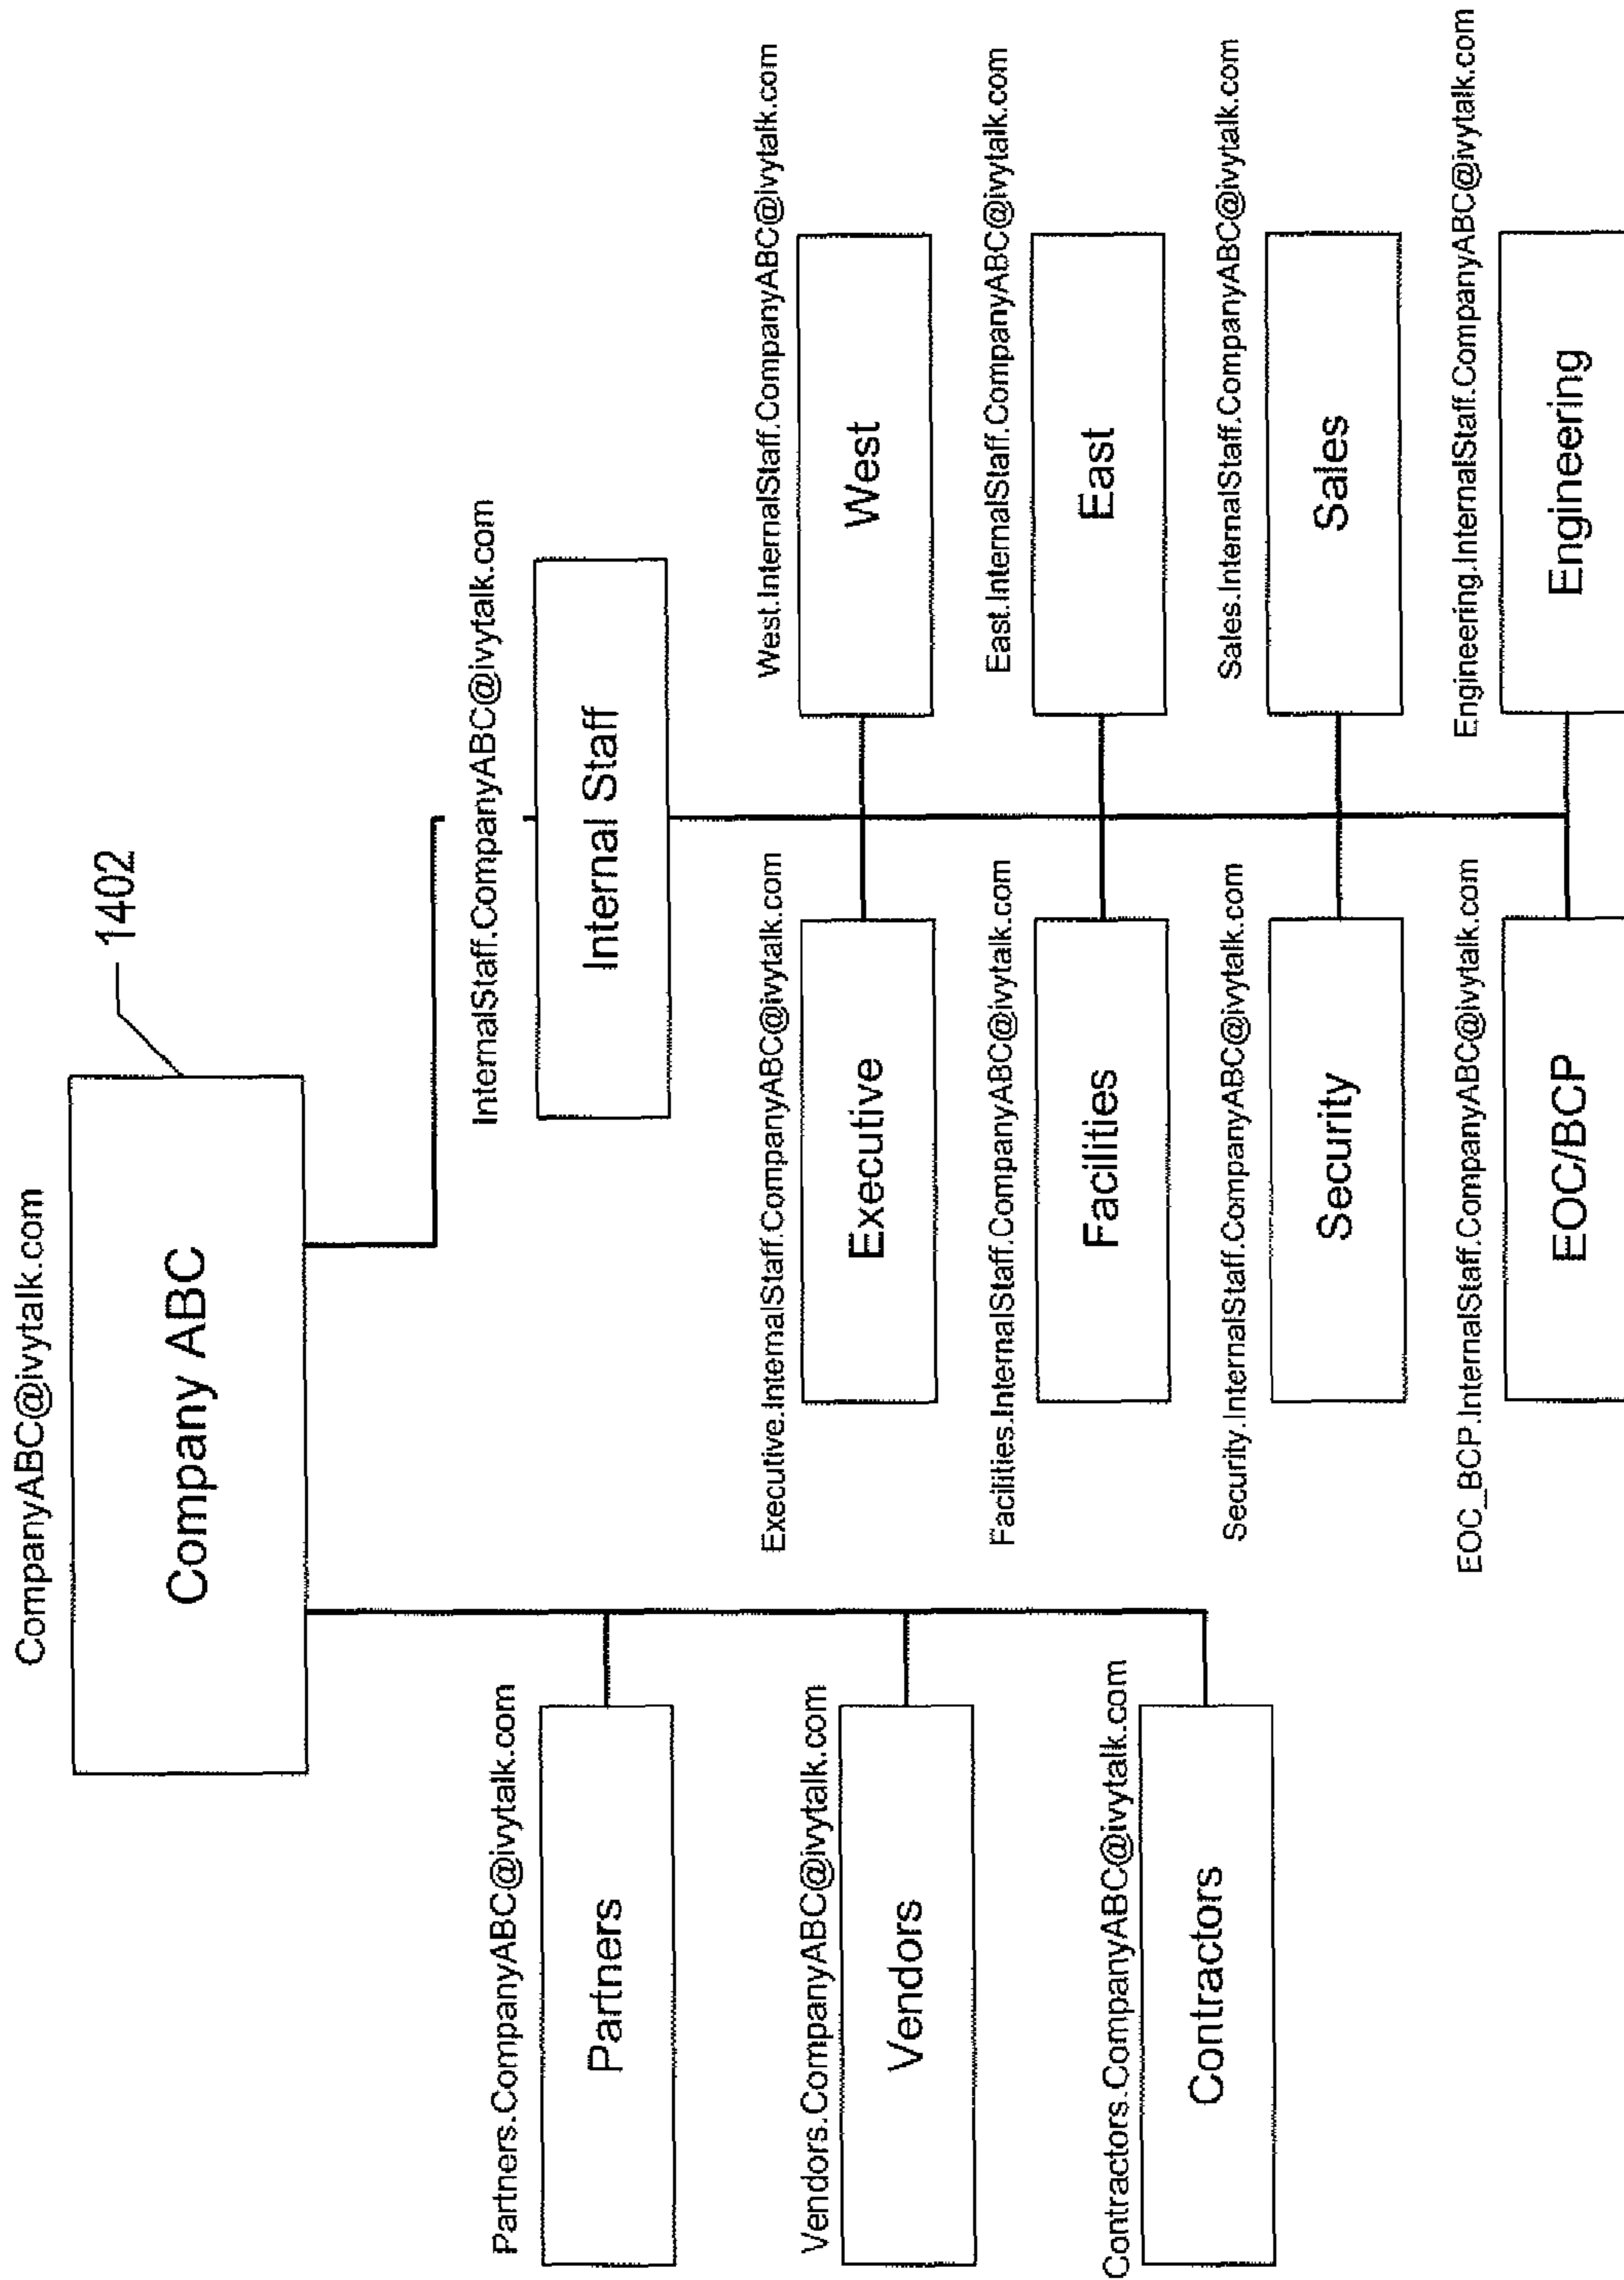 CompanyABC@ivytalk.com
Company ABC
1402
Partners.CompanyABC@ivytalk.com
Partners
Vendors.CompanyABC@ivytalk.com
Vendors
Contractors.CompanyABC@ivytalk.com
Contractors
InternalStaff.CompanyABC@ivytalk.com
Internal Staff
Executive.InternalStaff.CompanyABC@ivytalk.com
Executive
West.InternalStaff.CompanyABC@ivytalk.com
West
Facilities.InternalStaff.CompanyABC@ivytalk.com
Facilities
East.InternalStaff.CompanyABC@ivytalk.com
East
Security.InternalStaff.CompanyABC@ivytalk.com
Security
Sales.InternalStaff.CompanyABC@ivytalk.com
Sales
EOC_BCP.InternalStaff.CompanyABC@ivytalk.com
EOC/BCP
Engineering.InternalStaff.CompanyABC@ivytalk.com
Engineering